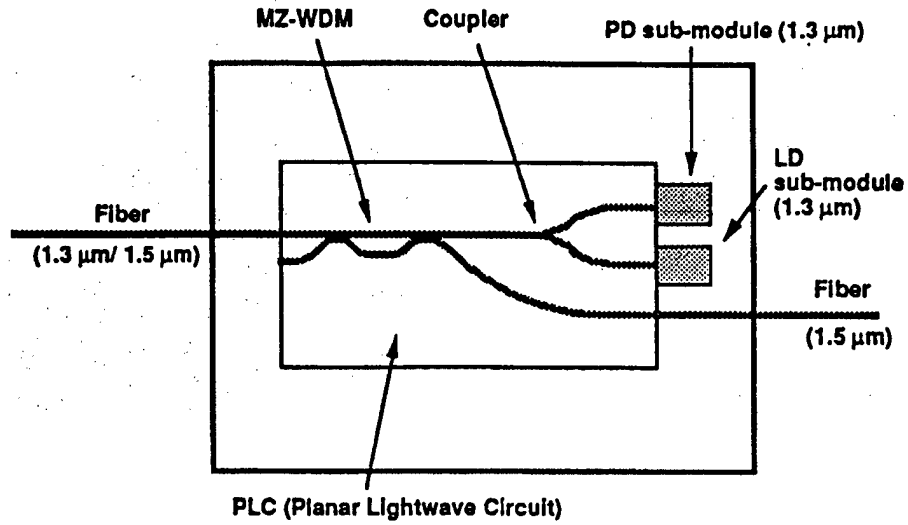 MZ-WDM
Coupler
PD sub-module (1.3 µm)
LD
sub-module
(1.3 µm)
Fiber
(1.3 µm/ 1.5 µm)
Fiber
(1.5 µm)
PLC (Planar Lightwave Circuit)